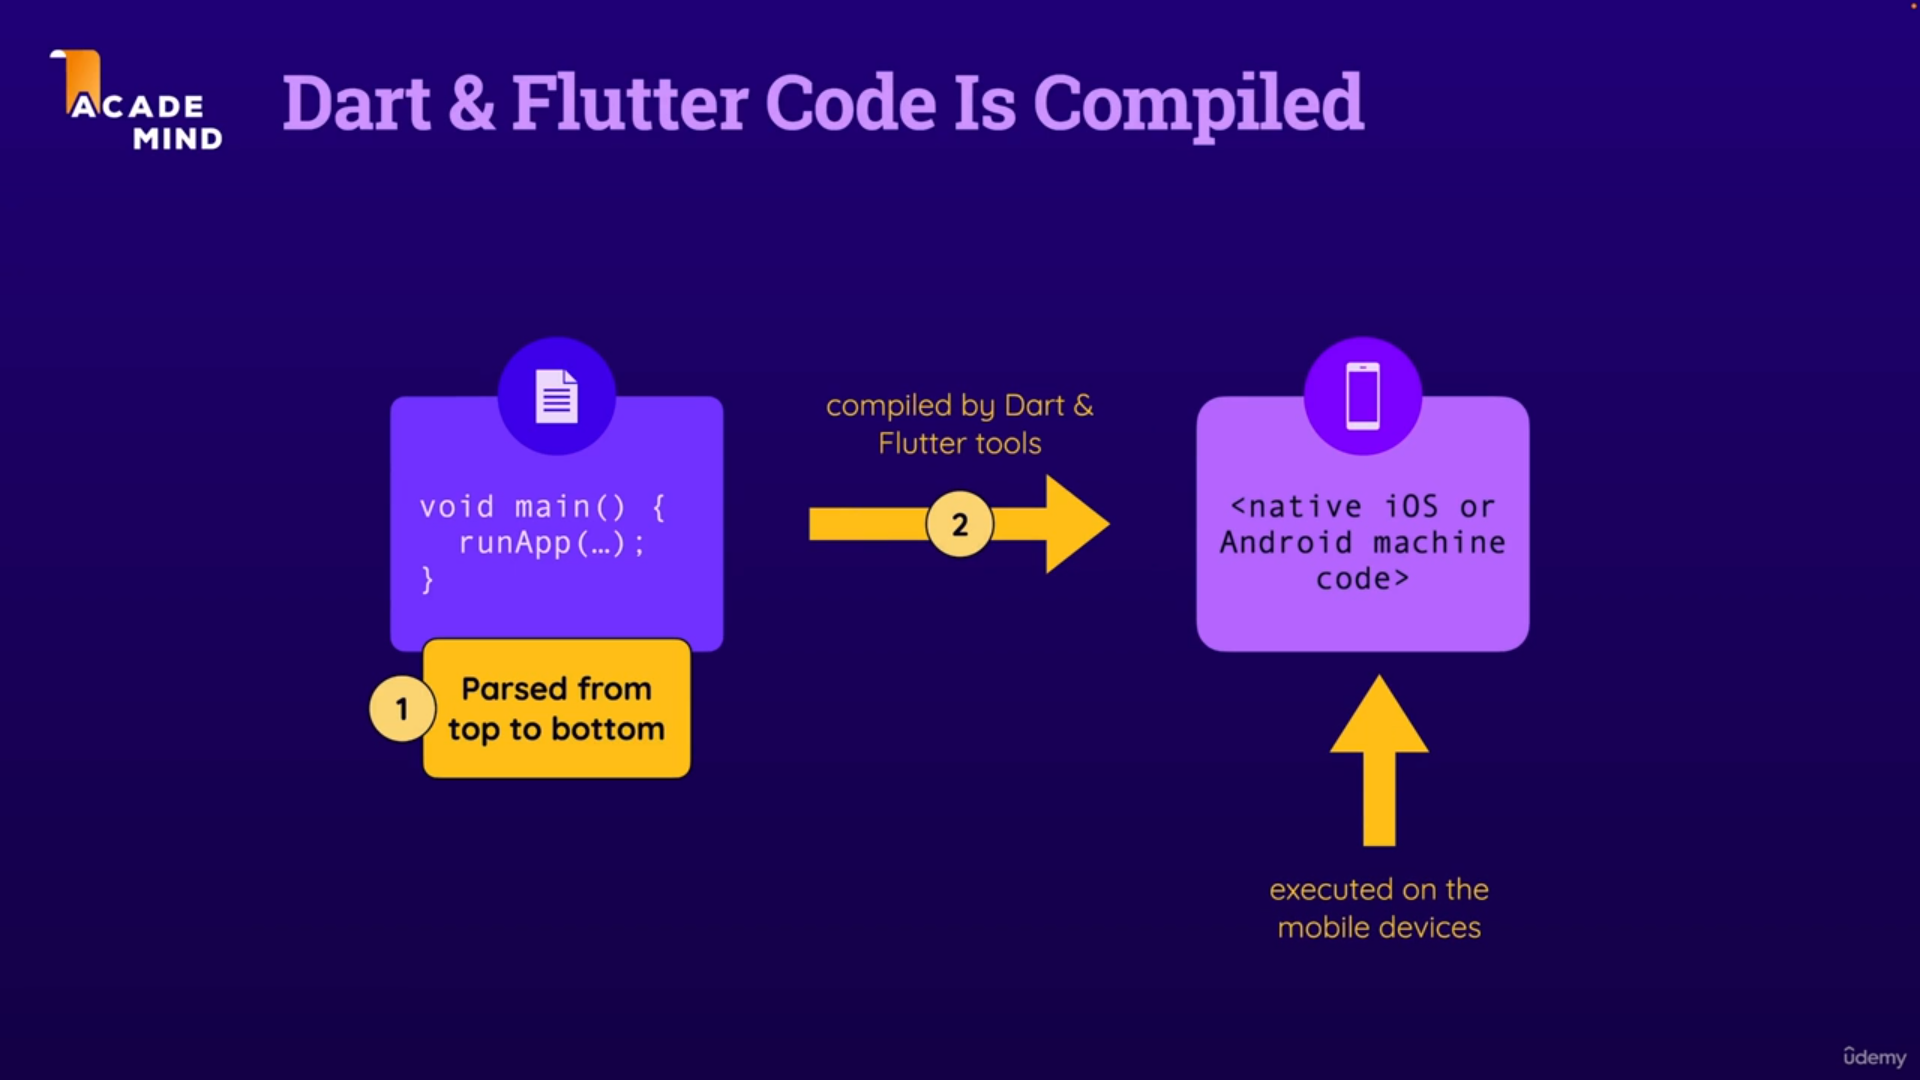 ACADE
MIND
Dart & Flutter Code Is Compiled
void main() {
  runApp(…);
}
1
Parsed from
top to bottom
compiled by Dart &
Flutter tools
2
<native iOS or
Android machine
code>
executed on the
mobile devices
ûdemy